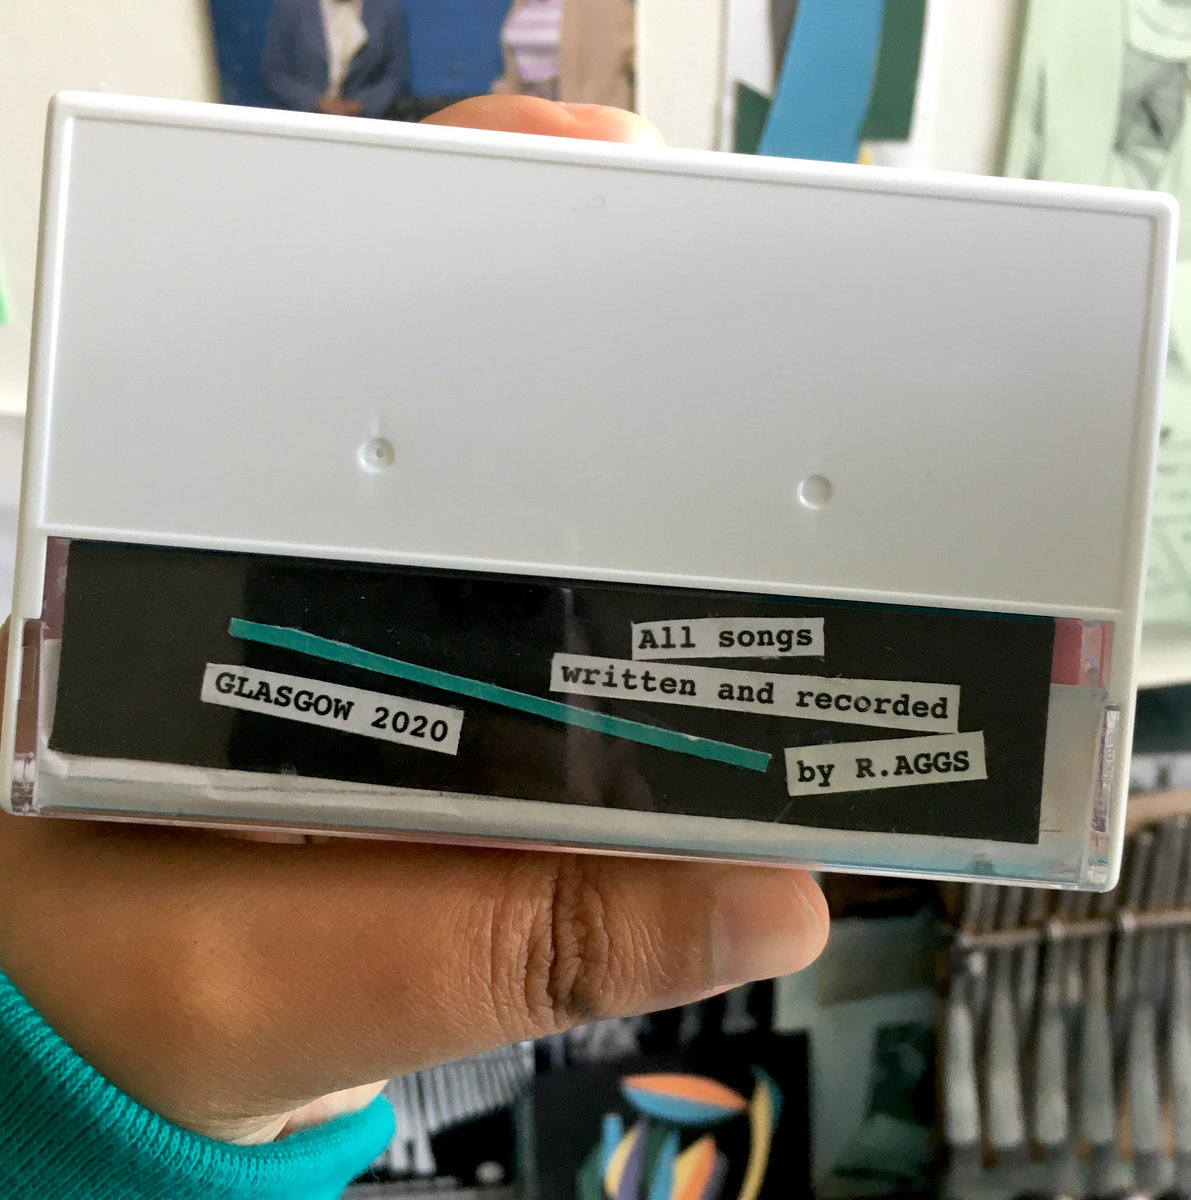 All songs
written and recorded
by R.AGGS
GLASGOW 2020